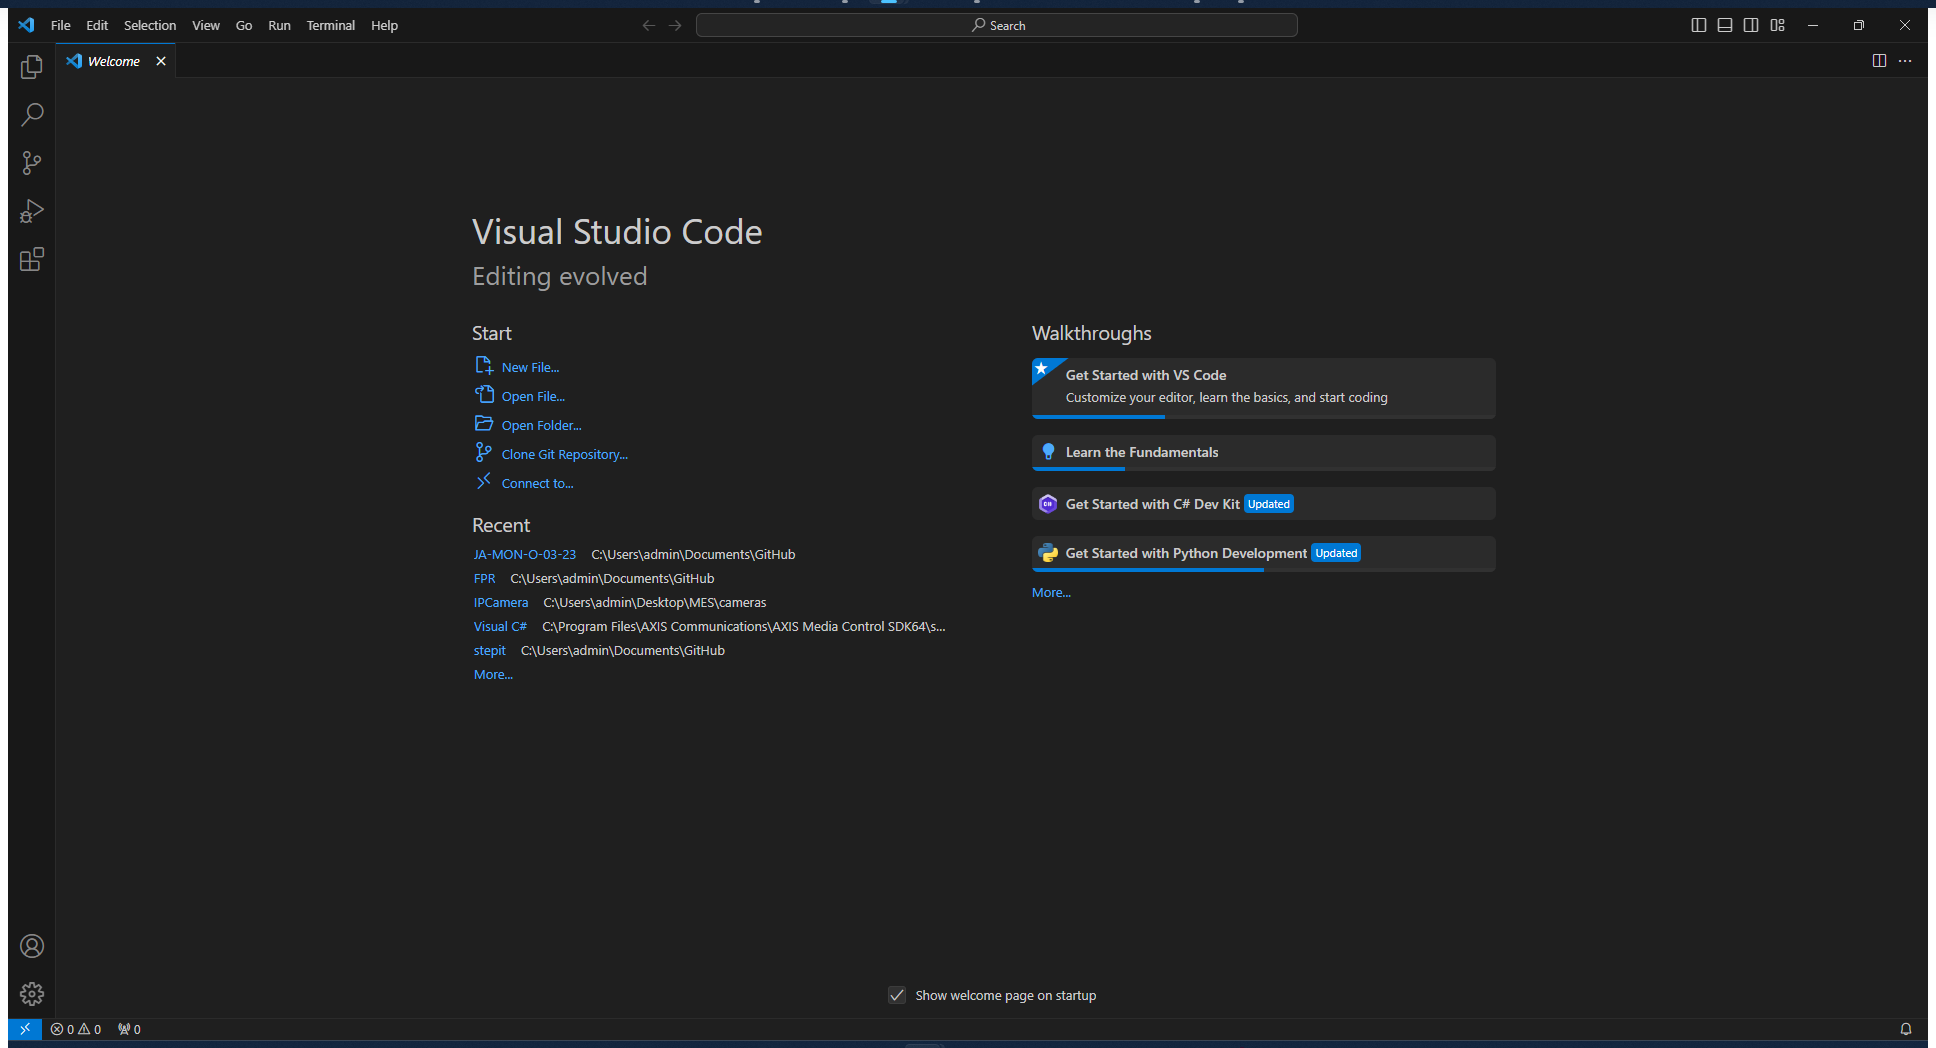 File Edit Selection View Go Run Terminal Help
Search
Welcome
Visual Studio Code
Editing evolved
Start
New File...
Open File...
Open Folder...
Clone Git Repository...
Connect to...
Recent
JA-MON-O-03-23 C:\Users\admin\Documents\GitHub
FPR C:\Users\admin\Documents\GitHub
IPCamera C:\Users\admin\Desktop\MES\cameras
Visual C# C:\Program Files\AXIS Communications\AXIS Media Control SDK64\s...
stepit C:\Users\admin\Documents\GitHub
More...
Walkthroughs
Get Started with VS Code
Customize your editor, learn the basics, and start coding
Learn the Fundamentals
Get Started with C# Dev Kit Updated
Get Started with Python Development Updated
More...
Show welcome page on startup
0 0 0